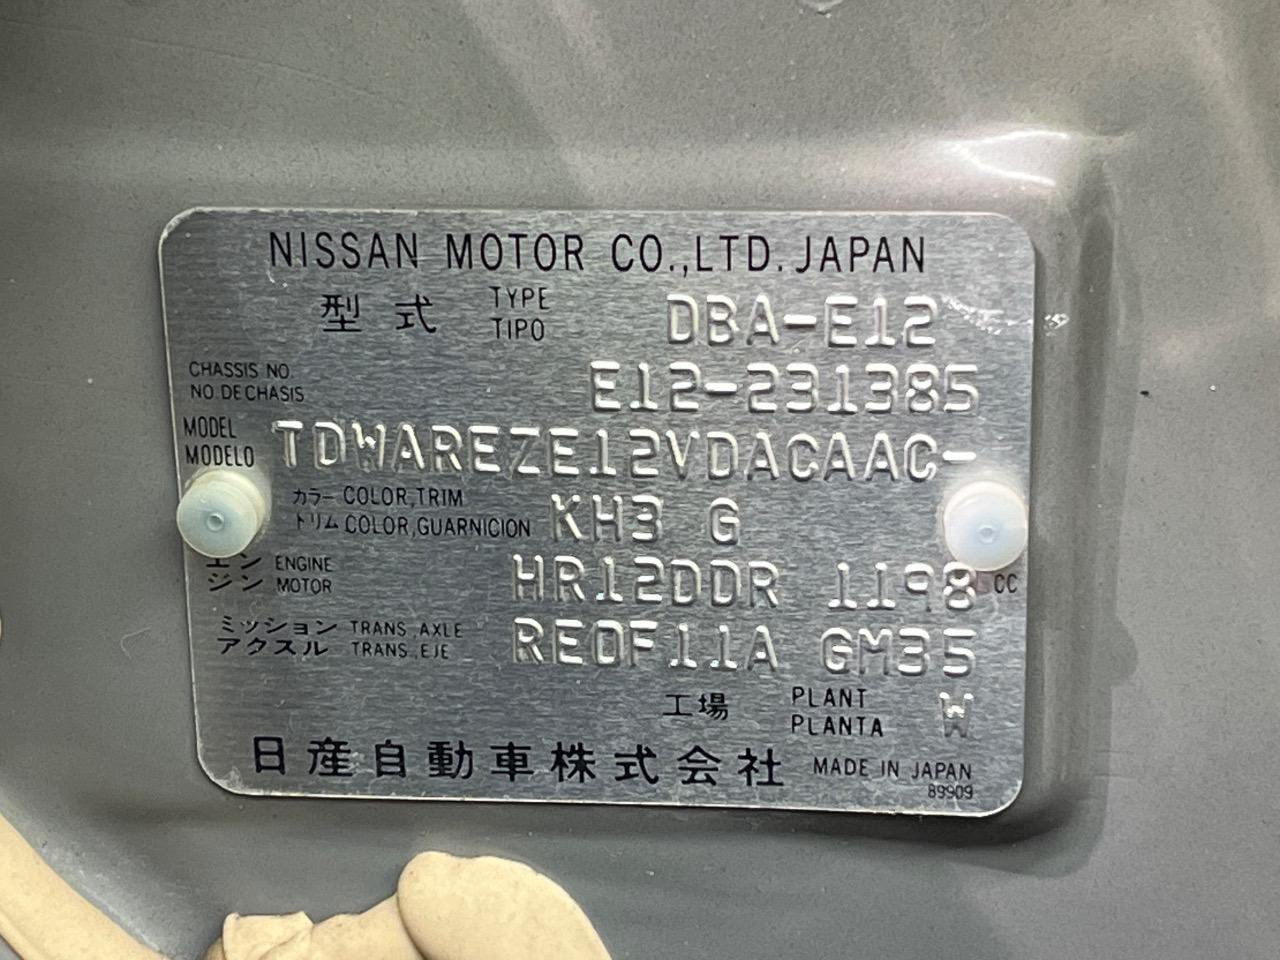 NISSAN MOTOR CO.,LTD. JAPAN
型式 TYPE TIPO DBA-E12
CHASSIS NO. NO. DE CHASIS E12-231385
MODEL MODELO TDWAREZE12VDACAAC-
カラー COLOR,TRIM
トリム COLOR,GUARNICION KH3 G
エン ENGINE
ジン MOTOR HR12DDR 1198 CC
ミッション TRANS.,AXLE
アクスル TRANS.,EJE RE0F11A GM35
工場 PLANT PLANTA W
日産自動車株式会社 MADE IN JAPAN
89909